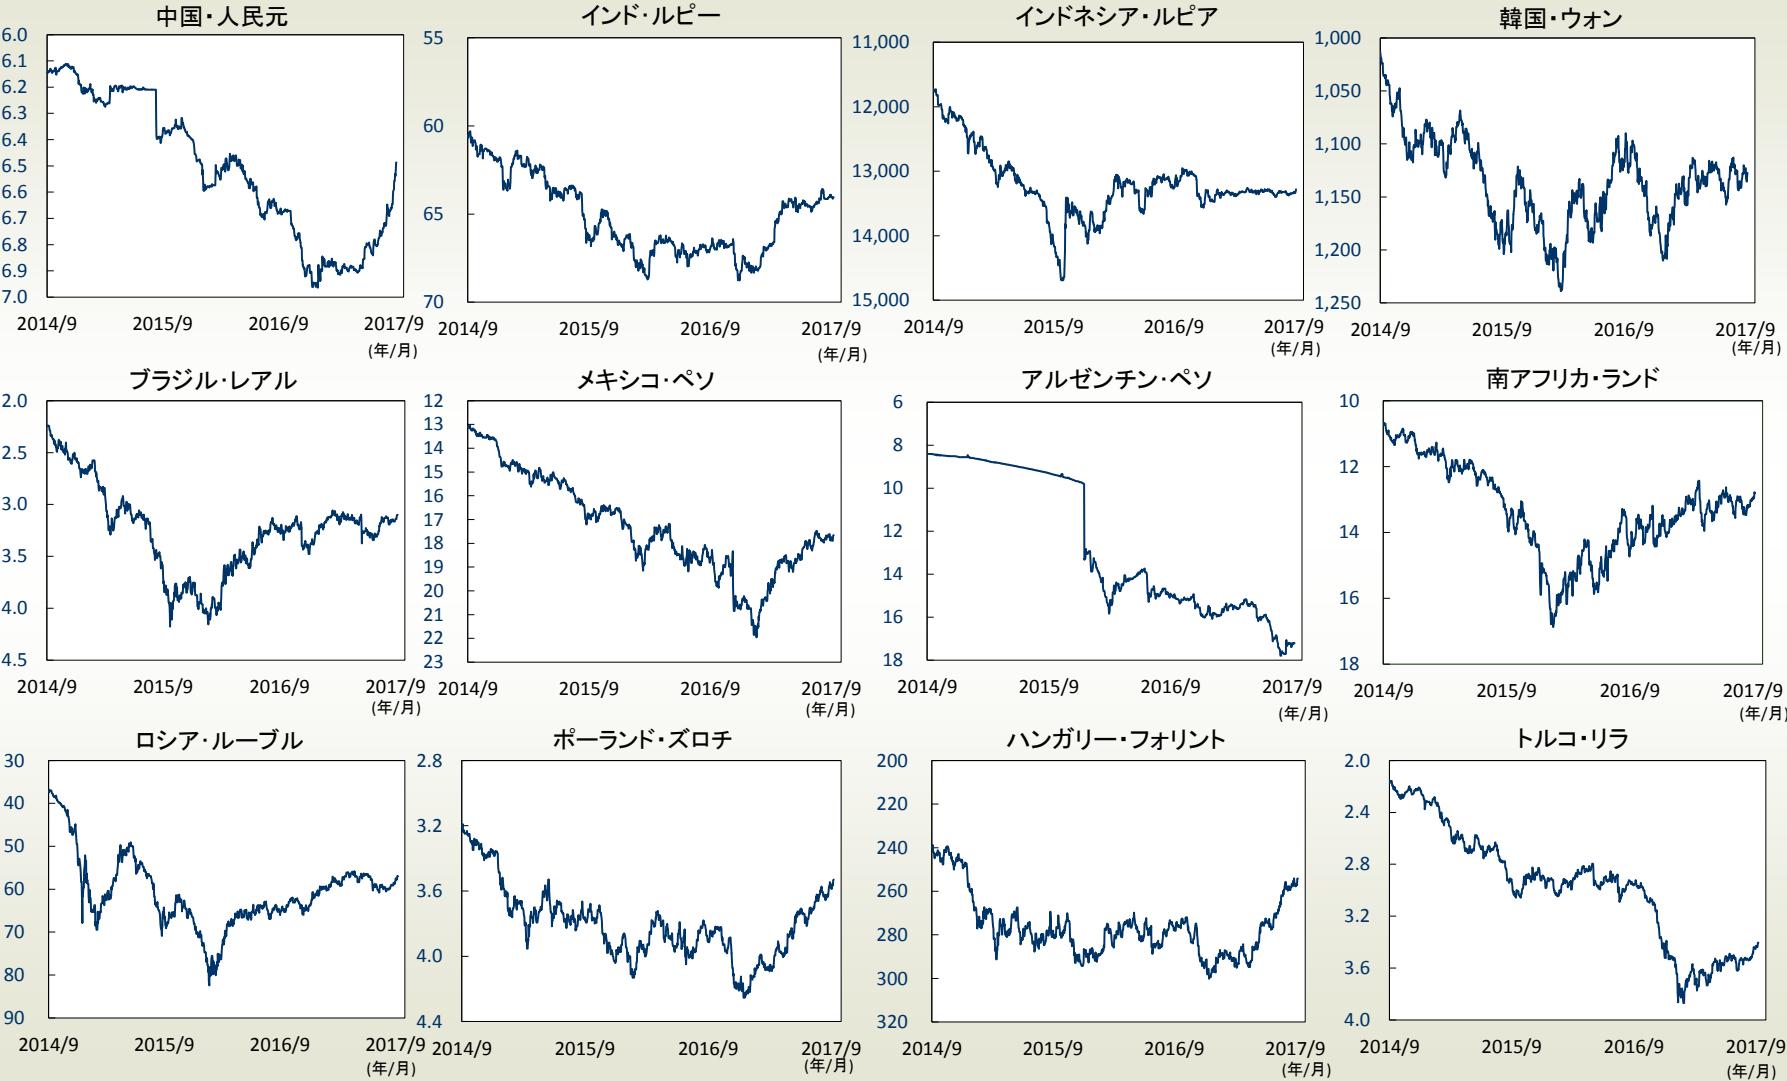 中国・人民元
6.0
6.1
6.2
6.3
6.4
6.5
6.6
6.7
6.8
6.9
7.0
2014/9 2015/9 2016/9 2017/9
(年/月)
インド・ルピー
55
60
65
70
2014/9 2015/9 2016/9 2017/9
(年/月)
インドネシア・ルピア
11,000
12,000
13,000
14,000
15,000
2014/9 2015/9 2016/9 2017/9
(年/月)
韓国・ウォン
1,000
1,050
1,100
1,150
1,200
1,250
2014/9 2015/9 2016/9 2017/9
(年/月)
ブラジル・レアル
2.0
2.5
3.0
3.5
4.0
4.5
2014/9 2015/9 2016/9 2017/9
(年/月)
メキシコ・ペソ
12
13
14
15
16
17
18
19
20
21
22
23
2014/9 2015/9 2016/9 2017/9
(年/月)
アルゼンチン・ペソ
6
8
10
12
14
16
18
2014/9 2015/9 2016/9 2017/9
(年/月)
南アフリカ・ランド
10
12
14
16
18
2014/9 2015/9 2016/9 2017/9
(年/月)
ロシア・ルーブル
30
40
50
60
70
80
90
2014/9 2015/9 2016/9 2017/9
(年/月)
ポーランド・ズロチ
2.8
3.2
3.6
4.0
4.4
2014/9 2015/9 2016/9 2017/9
(年/月)
ハンガリー・フォリント
200
220
240
260
280
300
320
2014/9 2015/9 2016/9 2017/9
(年/月)
トルコ・リラ
2.0
2.4
2.8
3.2
3.6
4.0
2014/9 2015/9 2016/9 2017/9
(年/月)